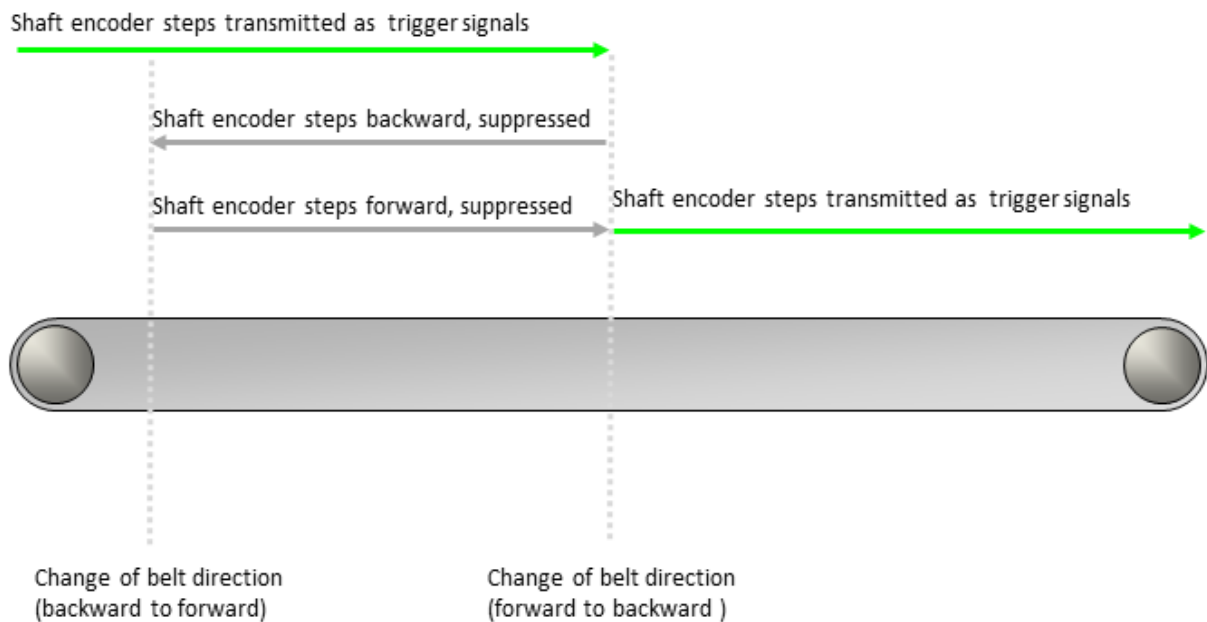 Shaft encoder steps transmitted as trigger signals
Shaft encoder steps backward, suppressed
Shaft encoder steps forward, suppressed
Shaft encoder steps transmitted as trigger signals
Change of belt direction
(backward to forward)
Change of belt direction
(forward to backward )